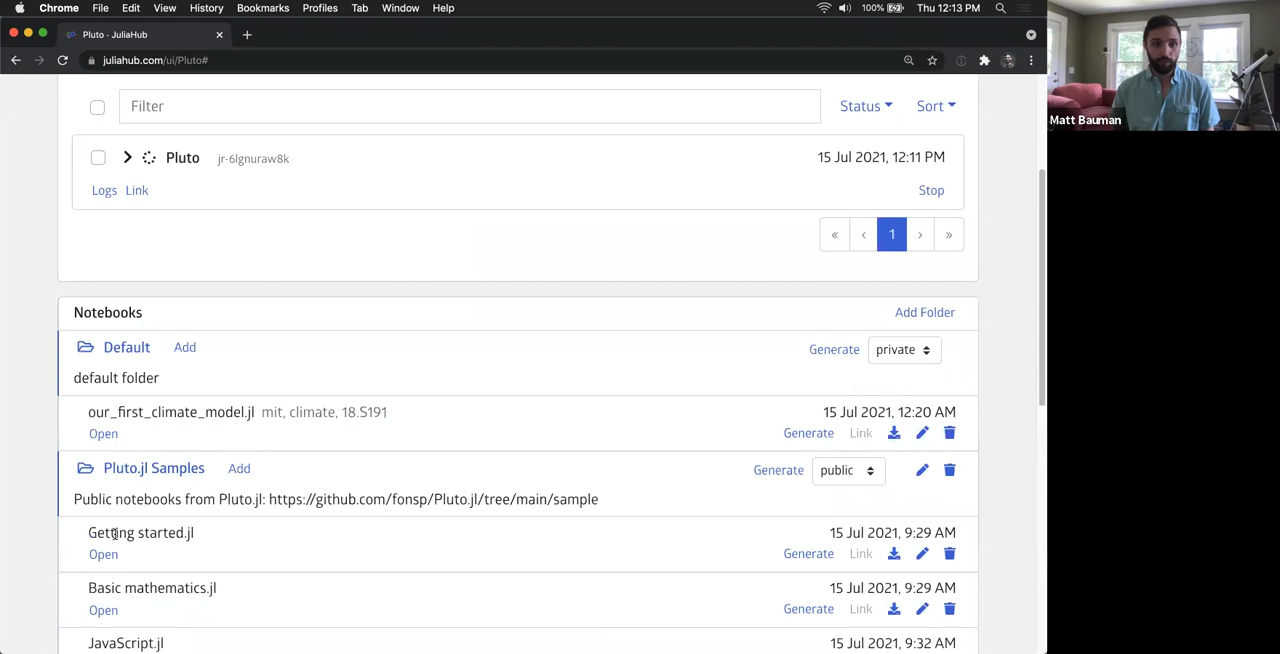 Chrome File Edit View History Bookmarks Profiles Tab Window Help 100% Thu 12:13 PM
Pluto - JuliaHub
juliahub.com/ui/Pluto#
Matt Bauman
Filter Status Sort
Pluto jr-6lgnuraw8k 15 Jul 2021, 12:11 PM
Logs Link Stop
« ‹ 1 › »
Notebooks Add Folder
Default Add Generate private
default folder
our_first_climate_model.jl mit, climate, 18.S191 15 Jul 2021, 12:20 AM
Open Generate Link
Pluto.jl Samples Add Generate public
Public notebooks from Pluto.jl: https://github.com/fonsp/Pluto.jl/tree/main/sample
Getting started.jl 15 Jul 2021, 9:29 AM
Open Generate Link
Basic mathematics.jl 15 Jul 2021, 9:29 AM
Open Generate Link
JavaScript.jl 15 Jul 2021, 9:32 AM